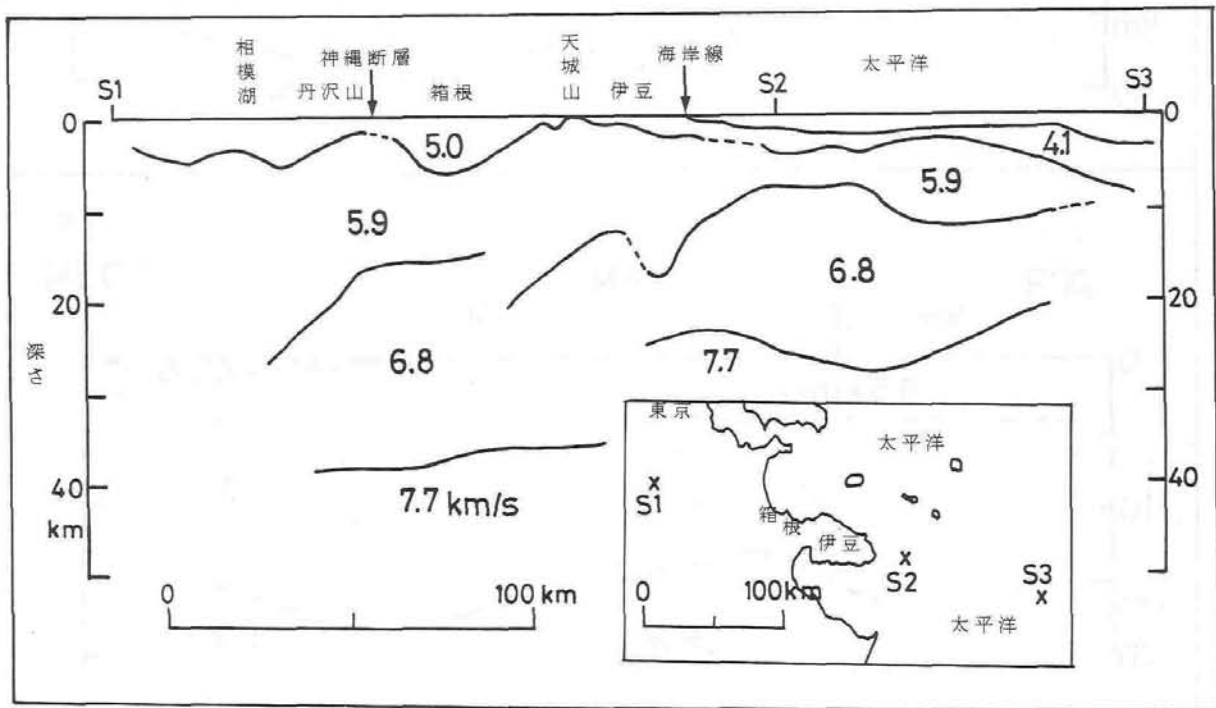 相模湖
神縄断層
天城山
海岸線
太平洋
S1
丹沢山
箱根
伊豆
S2
S3
0
0
5.0
4.1
5.9
5.9
6.8
20
20
深さ
6.8
7.7
40
40
km
7.7 km/s
0
100 km
東京
太平洋
S1
箱根
伊豆
S2
S3
0
100 km
太平洋